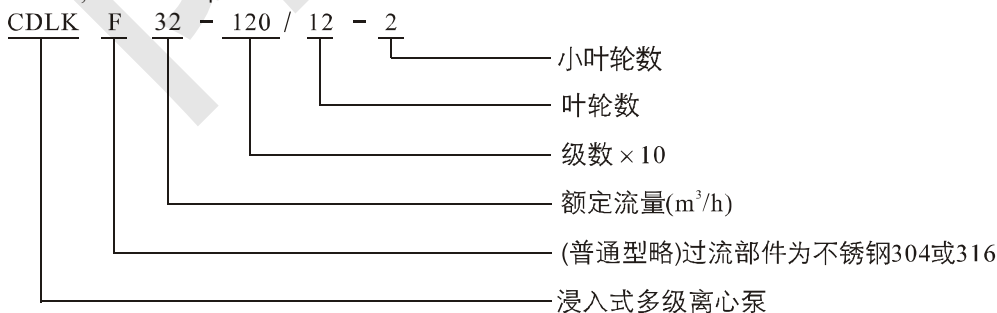 CDLK F 32 - 120 / 12 - 2
小叶轮数
叶轮数
级数×10
额定流量(m³/h)
(普通型略)过流部件为不锈钢304或316
浸入式多级离心泵